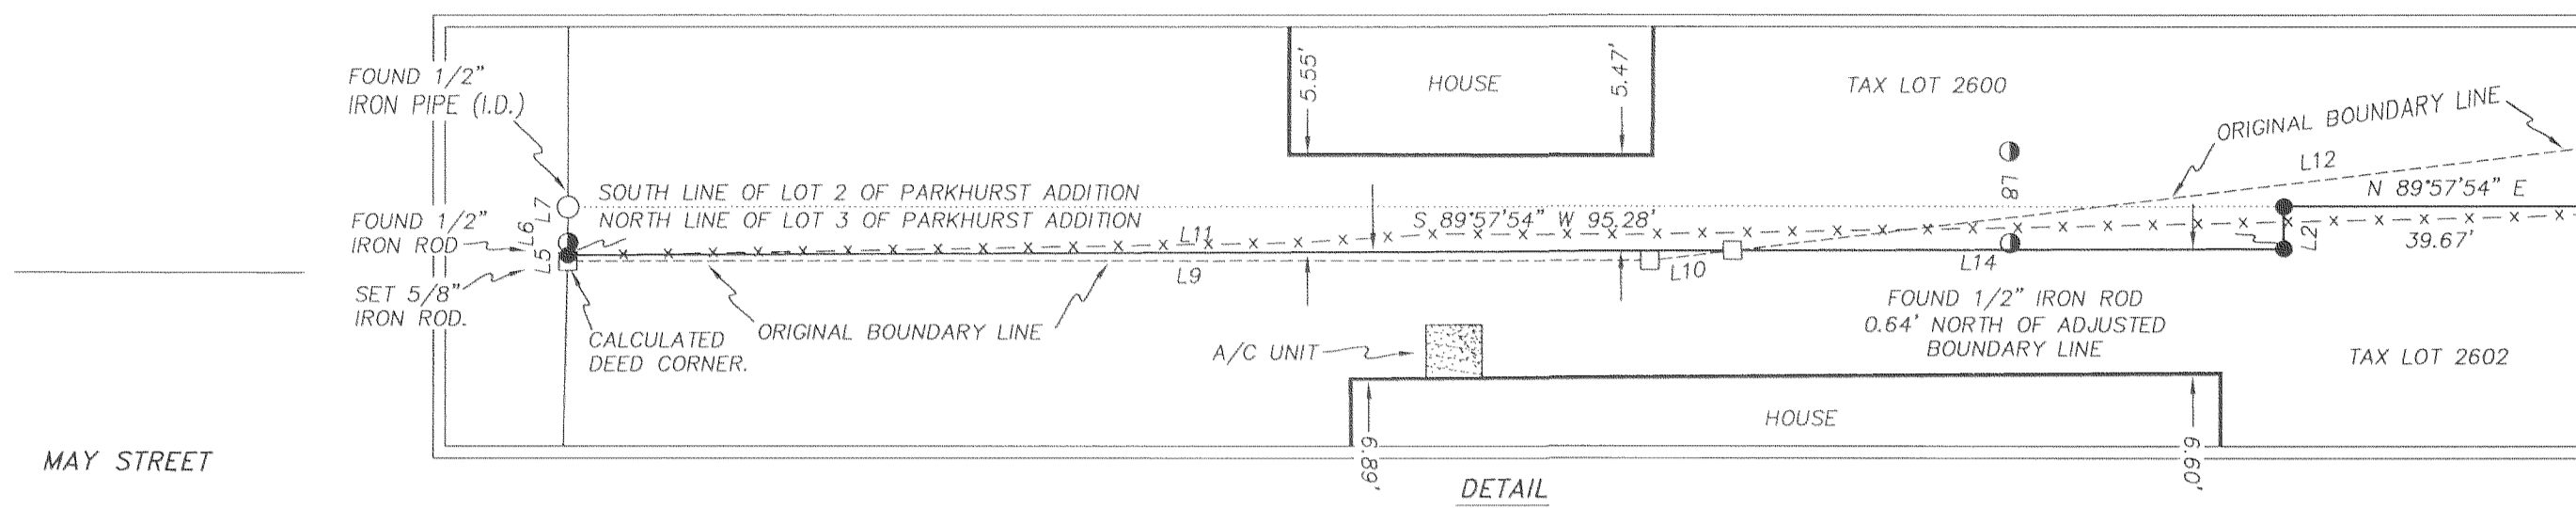 FOUND 1/2"
IRON PIPE (I.D.)
5.55'
HOUSE
5.47'
TAX LOT 2600
ORIGINAL BOUNDARY LINE
L12
N 89°57'54" E
SOUTH LINE OF LOT 2 OF PARKHURST ADDITION
NORTH LINE OF LOT 3 OF PARKHURST ADDITION
L7
L6
L5
FOUND 1/2"
IRON ROD
SET 5/8"
IRON ROD.
L11
S 89°57'54" W 95.28'
L8
L9
L10
L14
L2
39.67'
CALCULATED
DEED CORNER.
ORIGINAL BOUNDARY LINE
A/C UNIT
FOUND 1/2" IRON ROD
0.64' NORTH OF ADJUSTED
BOUNDARY LINE
TAX LOT 2602
HOUSE
6.89'
6.60'
MAY STREET
DETAIL